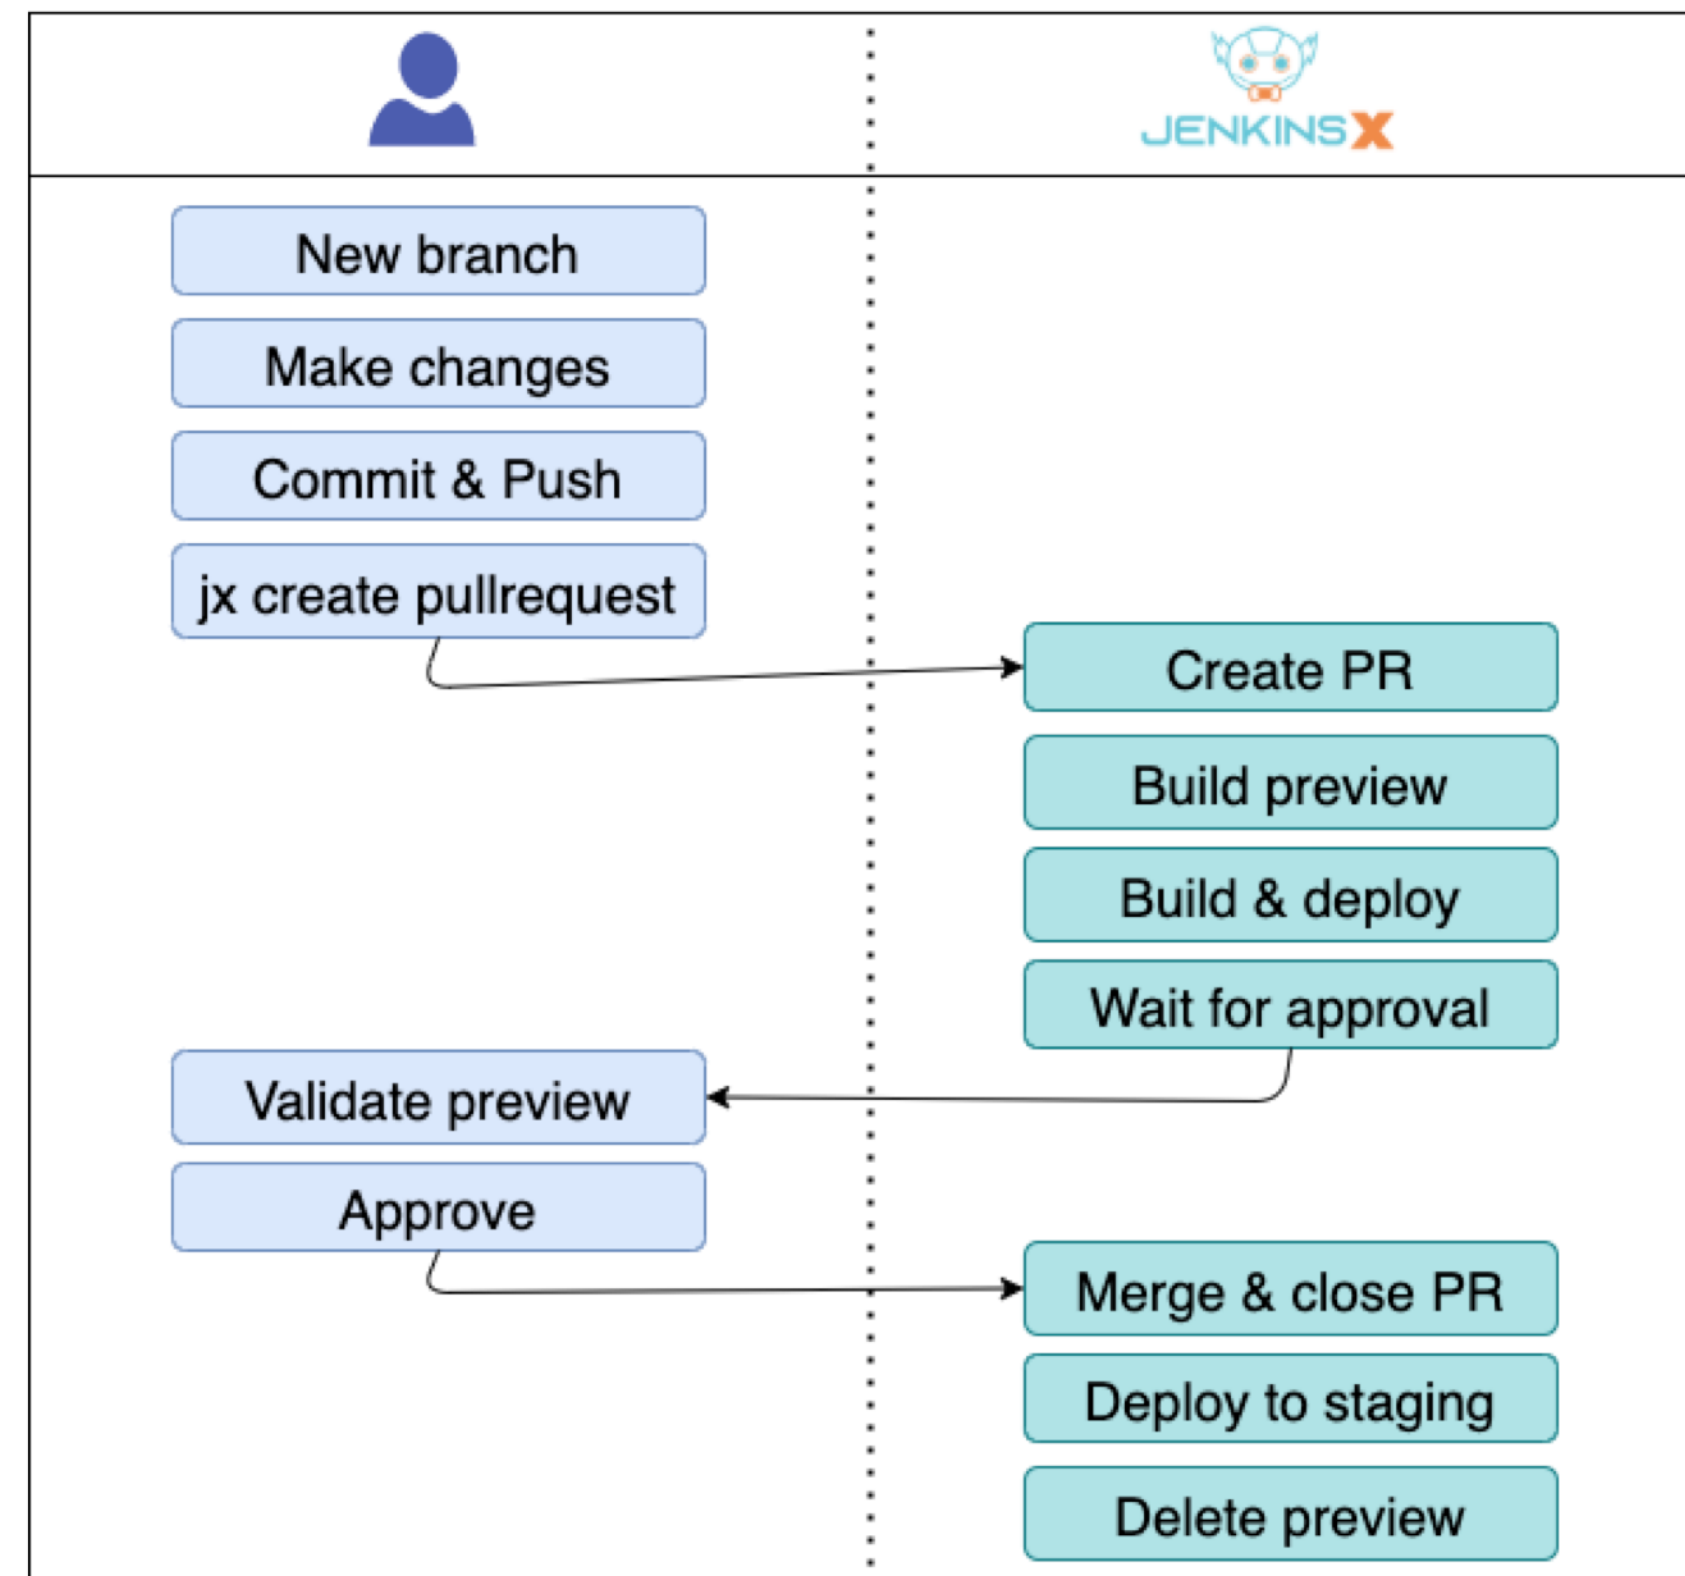 JENKINS X
New branch
Make changes
Commit & Push
jx create pullrequest
Create PR
Build preview
Build & deploy
Wait for approval
Validate preview
Approve
Merge & close PR
Deploy to staging
Delete preview